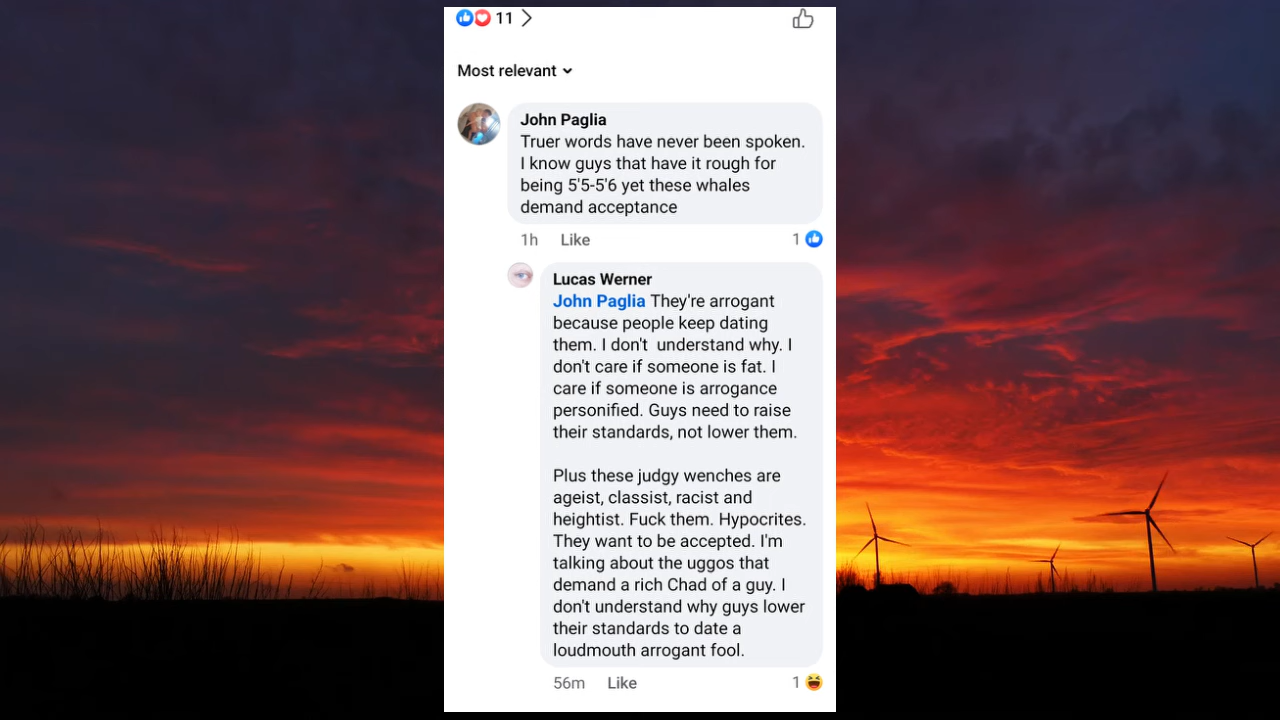 11
Most relevant
John Paglia
Truer words have never been spoken.
I know guys that have it rough for
being 5'5-5'6 yet these whales
demand acceptance
1h Like 1
Lucas Werner
John Paglia They're arrogant
because people keep dating
them. I don't understand why. I
don't care if someone is fat. I
care if someone is arrogance
personified. Guys need to raise
their standards, not lower them.
Plus these judgy wenches are
ageist, classist, racist and
heightist. Fuck them. Hypocrites.
They want to be accepted. I'm
talking about the uggos that
demand a rich Chad of a guy. I
don't understand why guys lower
their standards to date a
loudmouth arrogant fool.
56m Like 1